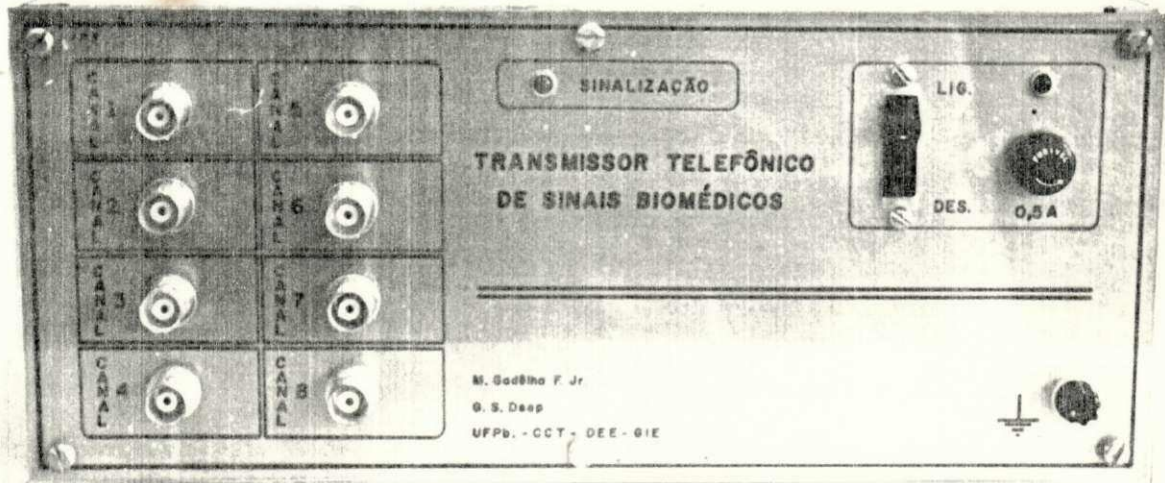 CANAL 1
CANAL 5
CANAL 2
CANAL 6
CANAL 3
CANAL 7
CANAL 4
CANAL 8
SINALIZAÇÃO
TRANSMISSOR TELEFÔNICO
DE SINAIS BIOMÉDICOS
LIG.
DES.
0,5 A
M. Gadêlha F. Jr
G. S. Deep
UFPb. - CCT - DEE - GIE